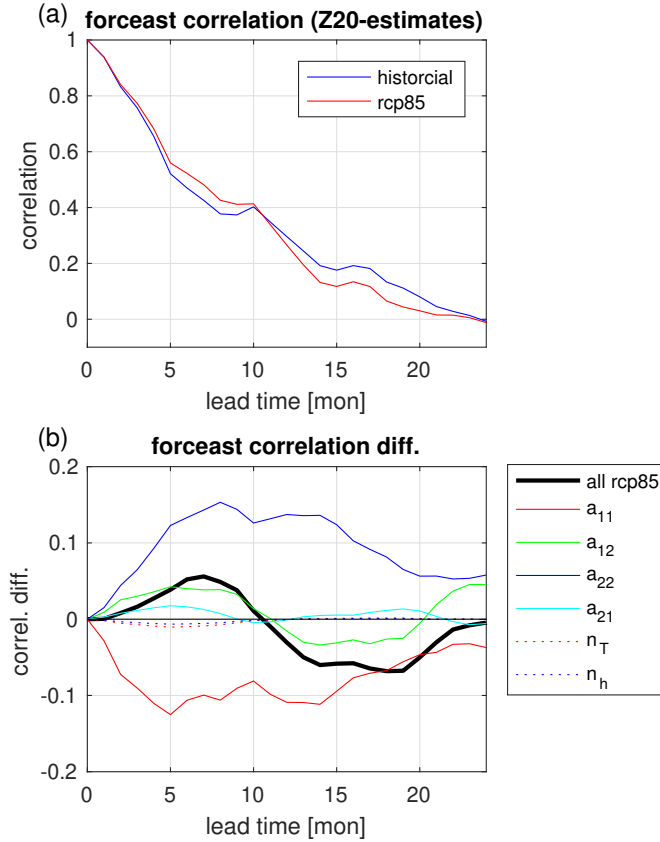 (a)
forceast correlation (Z20-estimates)
1
0.8
0.6
0.4
0.2
0
correlation
historcial
rcp85
0 5 10 15 20
lead time [mon]
(b)
forceast correlation diff.
0.2
0.1
0
-0.1
-0.2
correl. diff.
0 5 10 15 20
lead time [mon]
all rcp85
a11
a12
a22
a21
nT
nh